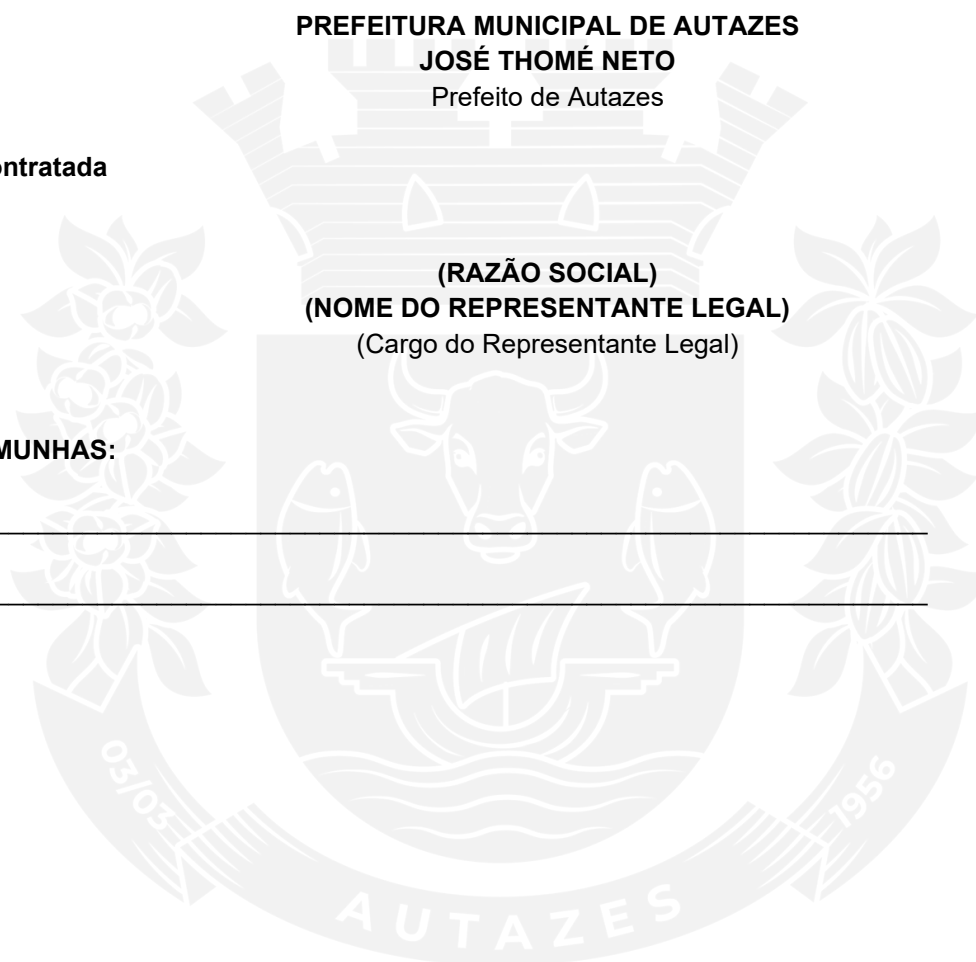 PREFEITURA MUNICIPAL DE AUTAZES
JOSÉ THOMÉ NETO
Prefeito de Autazes
ontratada
(RAZÃO SOCIAL)
(NOME DO REPRESENTANTE LEGAL)
(Cargo do Representante Legal)
MUNHAS:
03/03
1956
AUTAZES